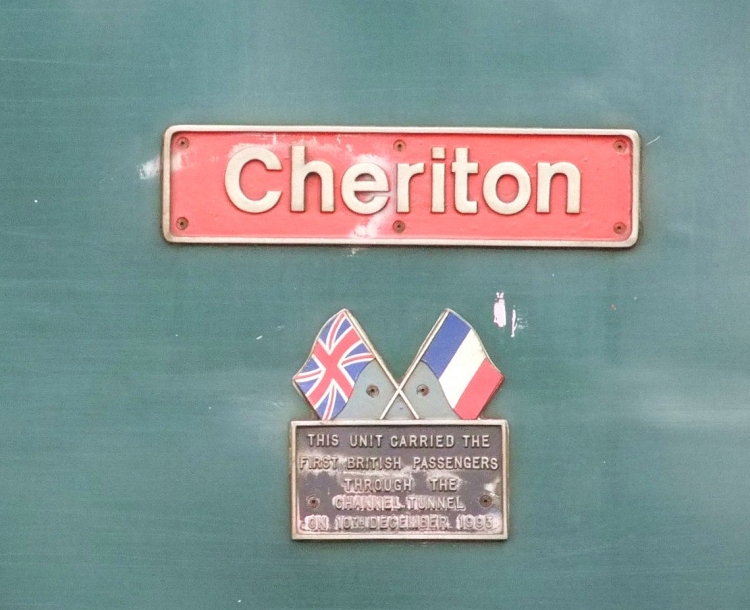 Cheriton
THIS UNIT CARRIED THE
FIRST BRITISH PASSENGERS
THROUGH THE
CHANNEL TUNNEL
ON 10TH DECEMBER 1993